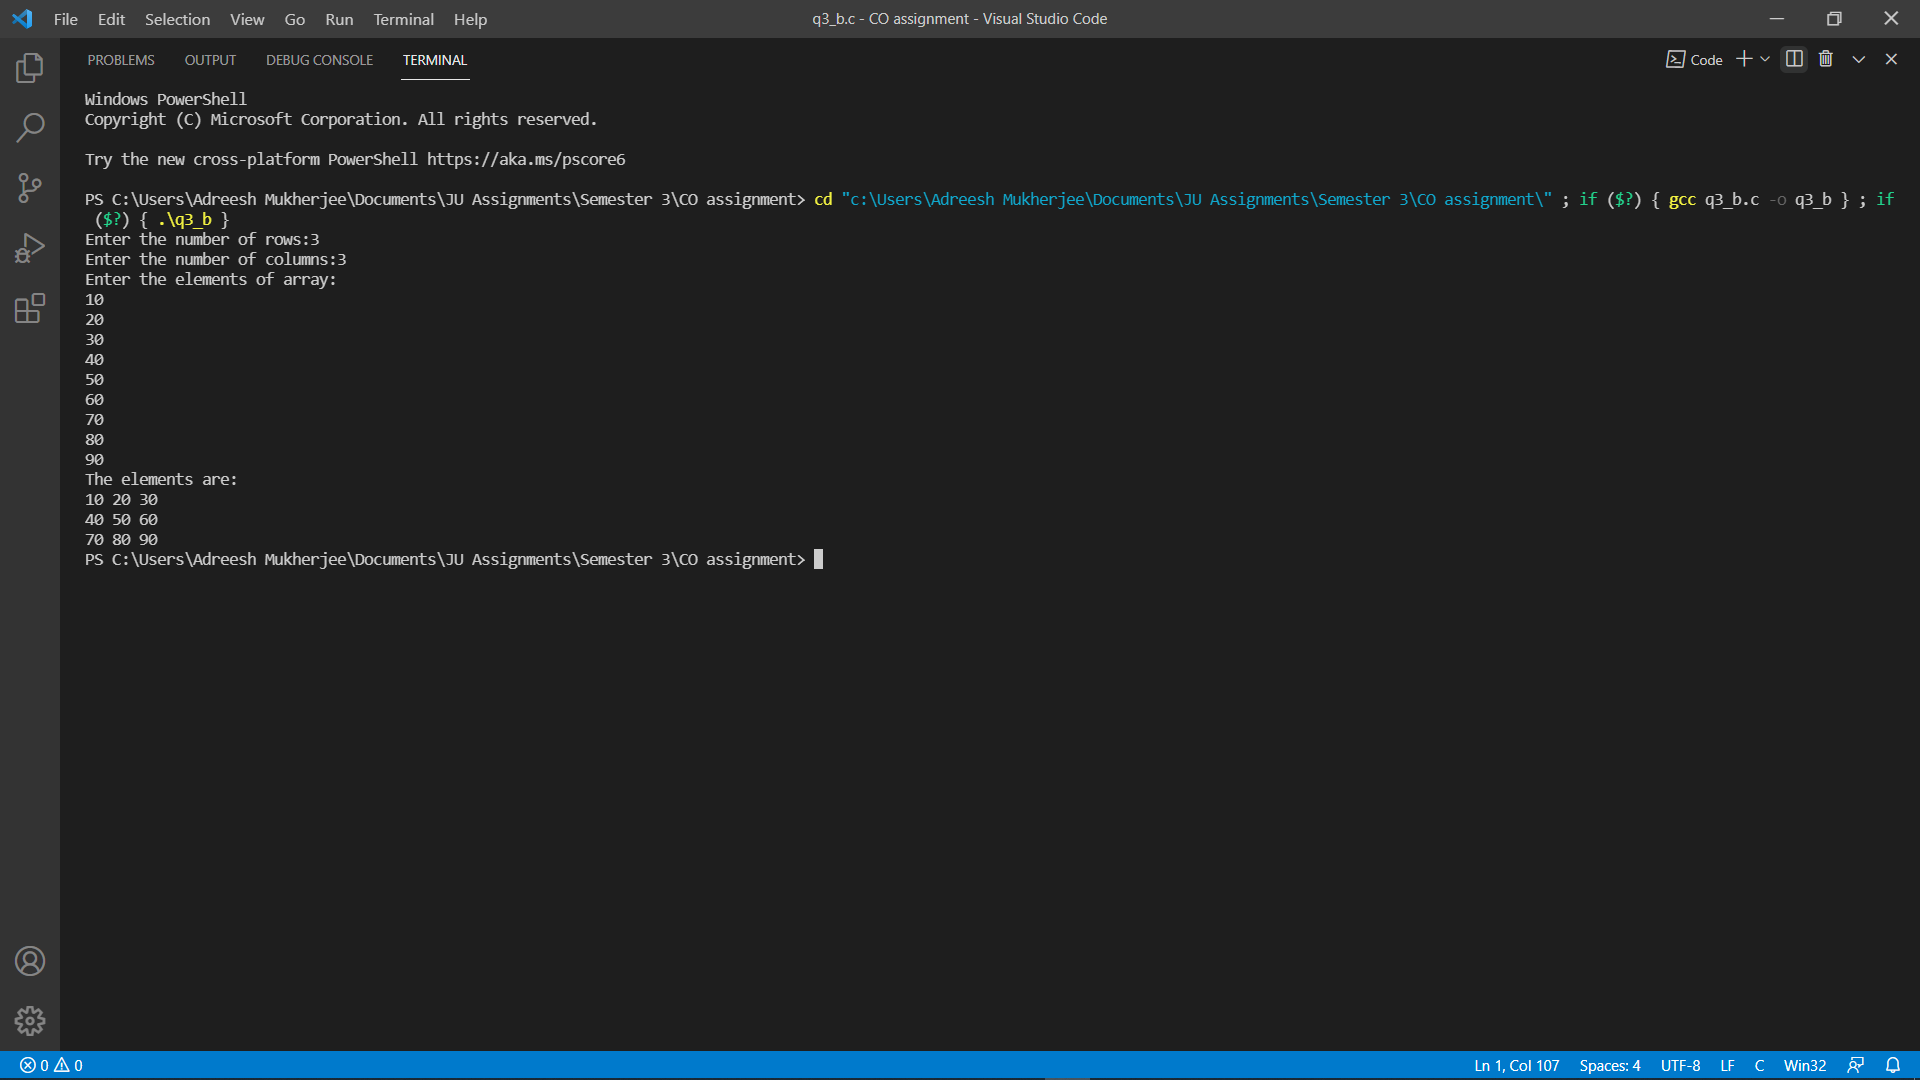 File Edit Selection View Go Run Terminal Help q3_b.c - CO assignment - Visual Studio Code
PROBLEMS OUTPUT DEBUG CONSOLE TERMINAL Code
Windows PowerShell
Copyright (C) Microsoft Corporation. All rights reserved.
Try the new cross-platform PowerShell https://aka.ms/pscore6
PS C:\Users\Adreesh Mukherjee\Documents\JU Assignments\Semester 3\CO assignment> cd "c:\Users\Adreesh Mukherjee\Documents\JU Assignments\Semester 3\CO assignment\" ; if ($?) { gcc q3_b.c -o q3_b } ; if
($?) { .\q3_b }
Enter the number of rows:3
Enter the number of columns:3
Enter the elements of array:
10
20
30
40
50
60
70
80
90
The elements are:
10 20 30
40 50 60
70 80 90
PS C:\Users\Adreesh Mukherjee\Documents\JU Assignments\Semester 3\CO assignment>
0 0 Ln 1, Col 107 Spaces: 4 UTF-8 LF C Win32